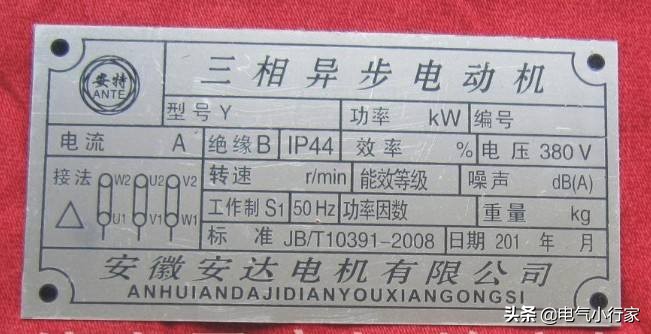 安特
ANTE
三相异步电动机
型号Y 功率 kW 编号
电流 A 绝缘B IP44 效率 % 电压 380V
接法 转速 r/min 能效等级 噪声 dB(A)
W2 U2 V2
△ U1 V1 W1
工作制 S1 50Hz 功率因数 重量 kg
标准 JB/T10391-2008 日期 201 年 月
安徽安达电机有限公司
ANHUIANDAJIDIANYOUXIANGONGSI
头条 @电气小行家